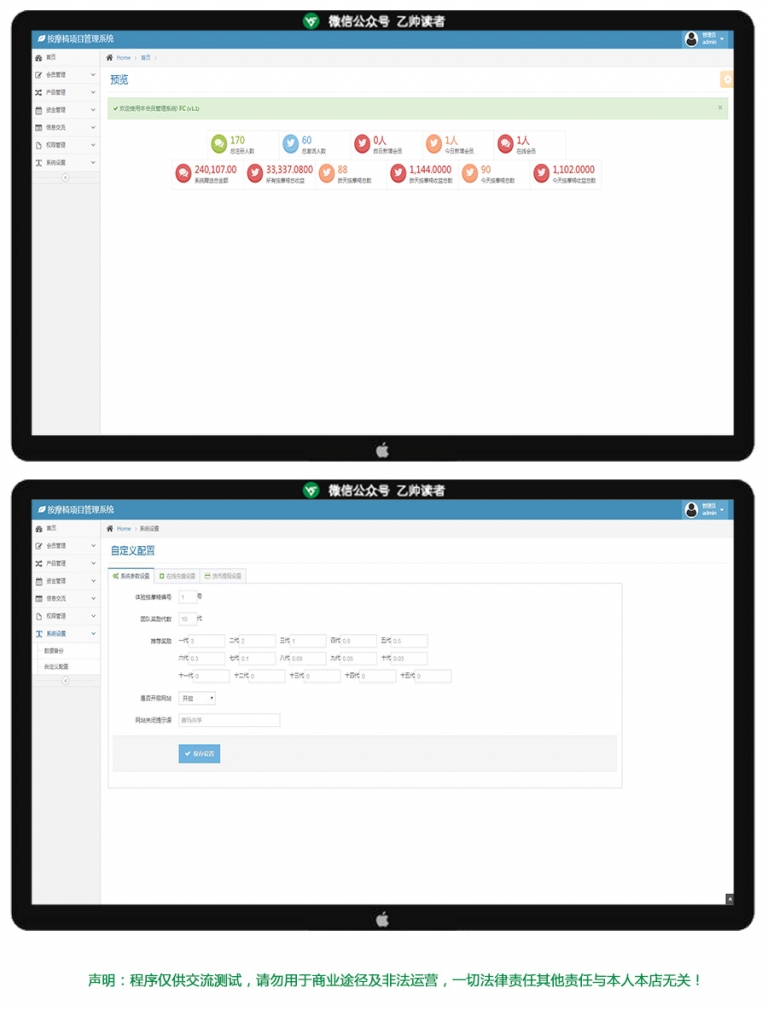 微信公众号 乙帅读者
按摩椅项目管理系统
管理员
admin
首页
Home › 首页 ›
会员管理
预览
产品管理
资金管理
欢迎使用本会员管理系统! FC (v1.1)
×
信息交流
权限管理
系统设置
170
总注册人数
60
总激活人数
0人
昨日新增会员
1人
今日新增会员
1人
在线会员
240,107.00
系统赠送总金额
33,337.0800
所有按摩椅总收益
88
昨天按摩椅总数
1,144.0000
昨天按摩椅收益总数
90
今天按摩椅总数
1,102.0000
今天按摩椅收益总数
微信公众号 乙帅读者
按摩椅项目管理系统
管理员
admin
首页
Home › 系统设置
会员管理
自定义配置
产品管理
资金管理
信息交流
权限管理
系统设置
数据备份
自定义配置
系统参数设置
在线充值设置
货币提现设置
体验按摩椅编号 1 号
团队奖励代数 10 代
推荐奖励 一代 3 二代 2 三代 1 四代 0.8 五代 0.5
六代 0.3 七代 0.1 八代 0.08 九代 0.05 十代 0.03
十一代 0 十二代 0 十三代 0 十四代 0 十五代 0
是否开启网站 开启
网站关闭提示语
保存设置
声明：程序仅供交流测试，请勿用于商业途径及非法运营，一切法律责任其他责任与本人本店无关！